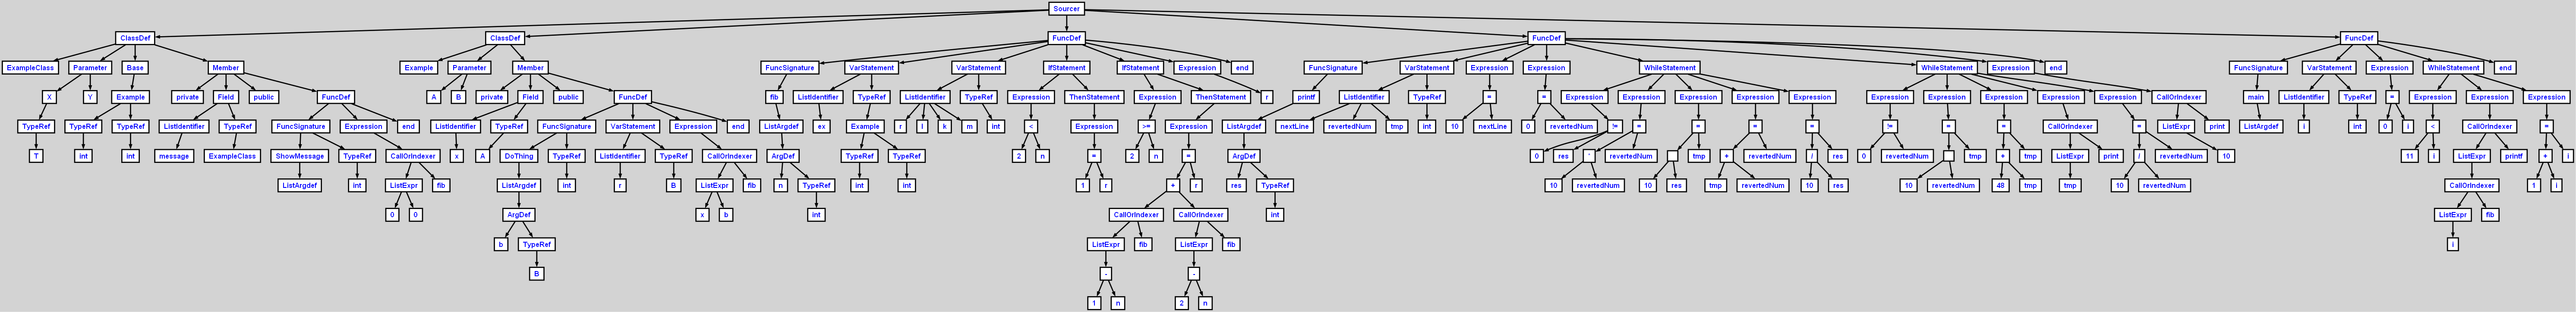 Sourcer
ClassDef ClassDef FuncDef FuncDef FuncDef
ExampleClass Parameter Base Member Example Parameter Member FuncSignature VarStatement VarStatement IfStatement IfStatement Expression end FuncSignature VarStatement Expression Expression WhileStatement WhileStatement Expression end FuncSignature VarStatement Expression WhileStatement end
X Y Example private Field public FuncDef A B private Field public FuncDef fib ListIdentifier TypeRef ListIdentifier TypeRef Expression ThenStatement Expression ThenStatement r printf ListIdentifier TypeRef = = Expression Expression Expression Expression Expression Expression Expression Expression Expression Expression CallOrIndexer main ListIdentifier TypeRef = Expression Expression Expression
TypeRef TypeRef TypeRef ListIdentifier TypeRef FuncSignature Expression end ListIdentifier TypeRef FuncSignature VarStatement Expression end ListArgdef ex Example r l k m int < Expression >= Expression ListArgdef nextLine revertedNum tmp int 10 nextLine 0 revertedNum != = = = = != = = CallOrIndexer = ListExpr print ListArgdef i int 0 i < CallOrIndexer =
T int int message ExampleClass ShowMessage TypeRef CallOrIndexer x A DoThing TypeRef ListIdentifier TypeRef CallOrIndexer ArgDef TypeRef TypeRef 2 n = 2 n = ArgDef 0 res * revertedNum tmp + revertedNum / res 0 revertedNum tmp + tmp ListExpr print / revertedNum 10 11 i ListExpr printf + i
ListArgdef int ListExpr fib ListArgdef int r B ListExpr fib n TypeRef int int 1 r + r res TypeRef 10 revertedNum 10 res tmp revertedNum 10 res 10 revertedNum 48 tmp tmp 10 revertedNum CallOrIndexer 1 i
0 0 ArgDef x b int CallOrIndexer CallOrIndexer int ListExpr fib
b TypeRef ListExpr fib ListExpr fib i
B - -
1 n 2 n